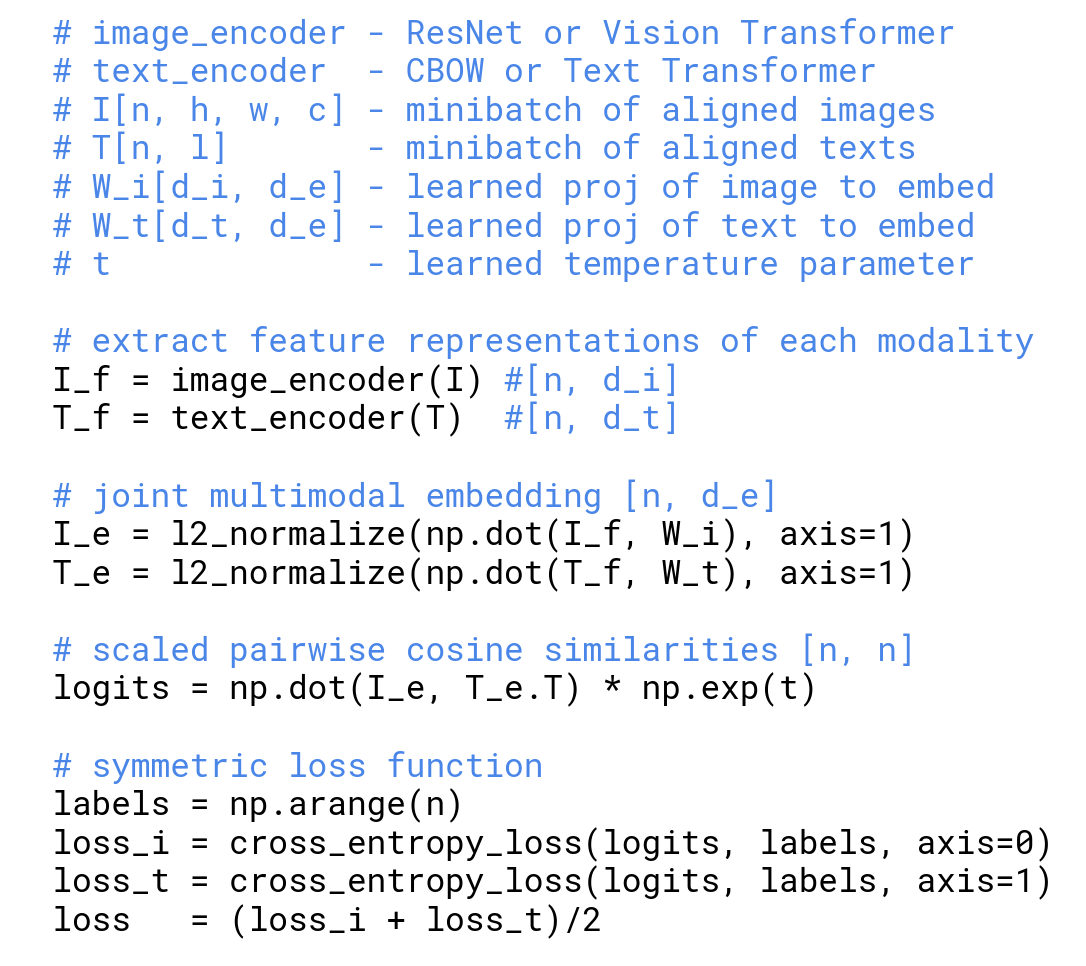 # image_encoder - ResNet or Vision Transformer
# text_encoder  - CBOW or Text Transformer
# I[n, h, w, c] - minibatch of aligned images
# T[n, l]       - minibatch of aligned texts
# W_i[d_i, d_e] - learned proj of image to embed
# W_t[d_t, d_e] - learned proj of text to embed
# t             - learned temperature parameter

# extract feature representations of each modality
I_f = image_encoder(I) #[n, d_i]
T_f = text_encoder(T)  #[n, d_t]

# joint multimodal embedding [n, d_e]
I_e = l2_normalize(np.dot(I_f, W_i), axis=1)
T_e = l2_normalize(np.dot(T_f, W_t), axis=1)

# scaled pairwise cosine similarities [n, n]
logits = np.dot(I_e, T_e.T) * np.exp(t)

# symmetric loss function
labels = np.arange(n)
loss_i = cross_entropy_loss(logits, labels, axis=0)
loss_t = cross_entropy_loss(logits, labels, axis=1)
loss   = (loss_i + loss_t)/2